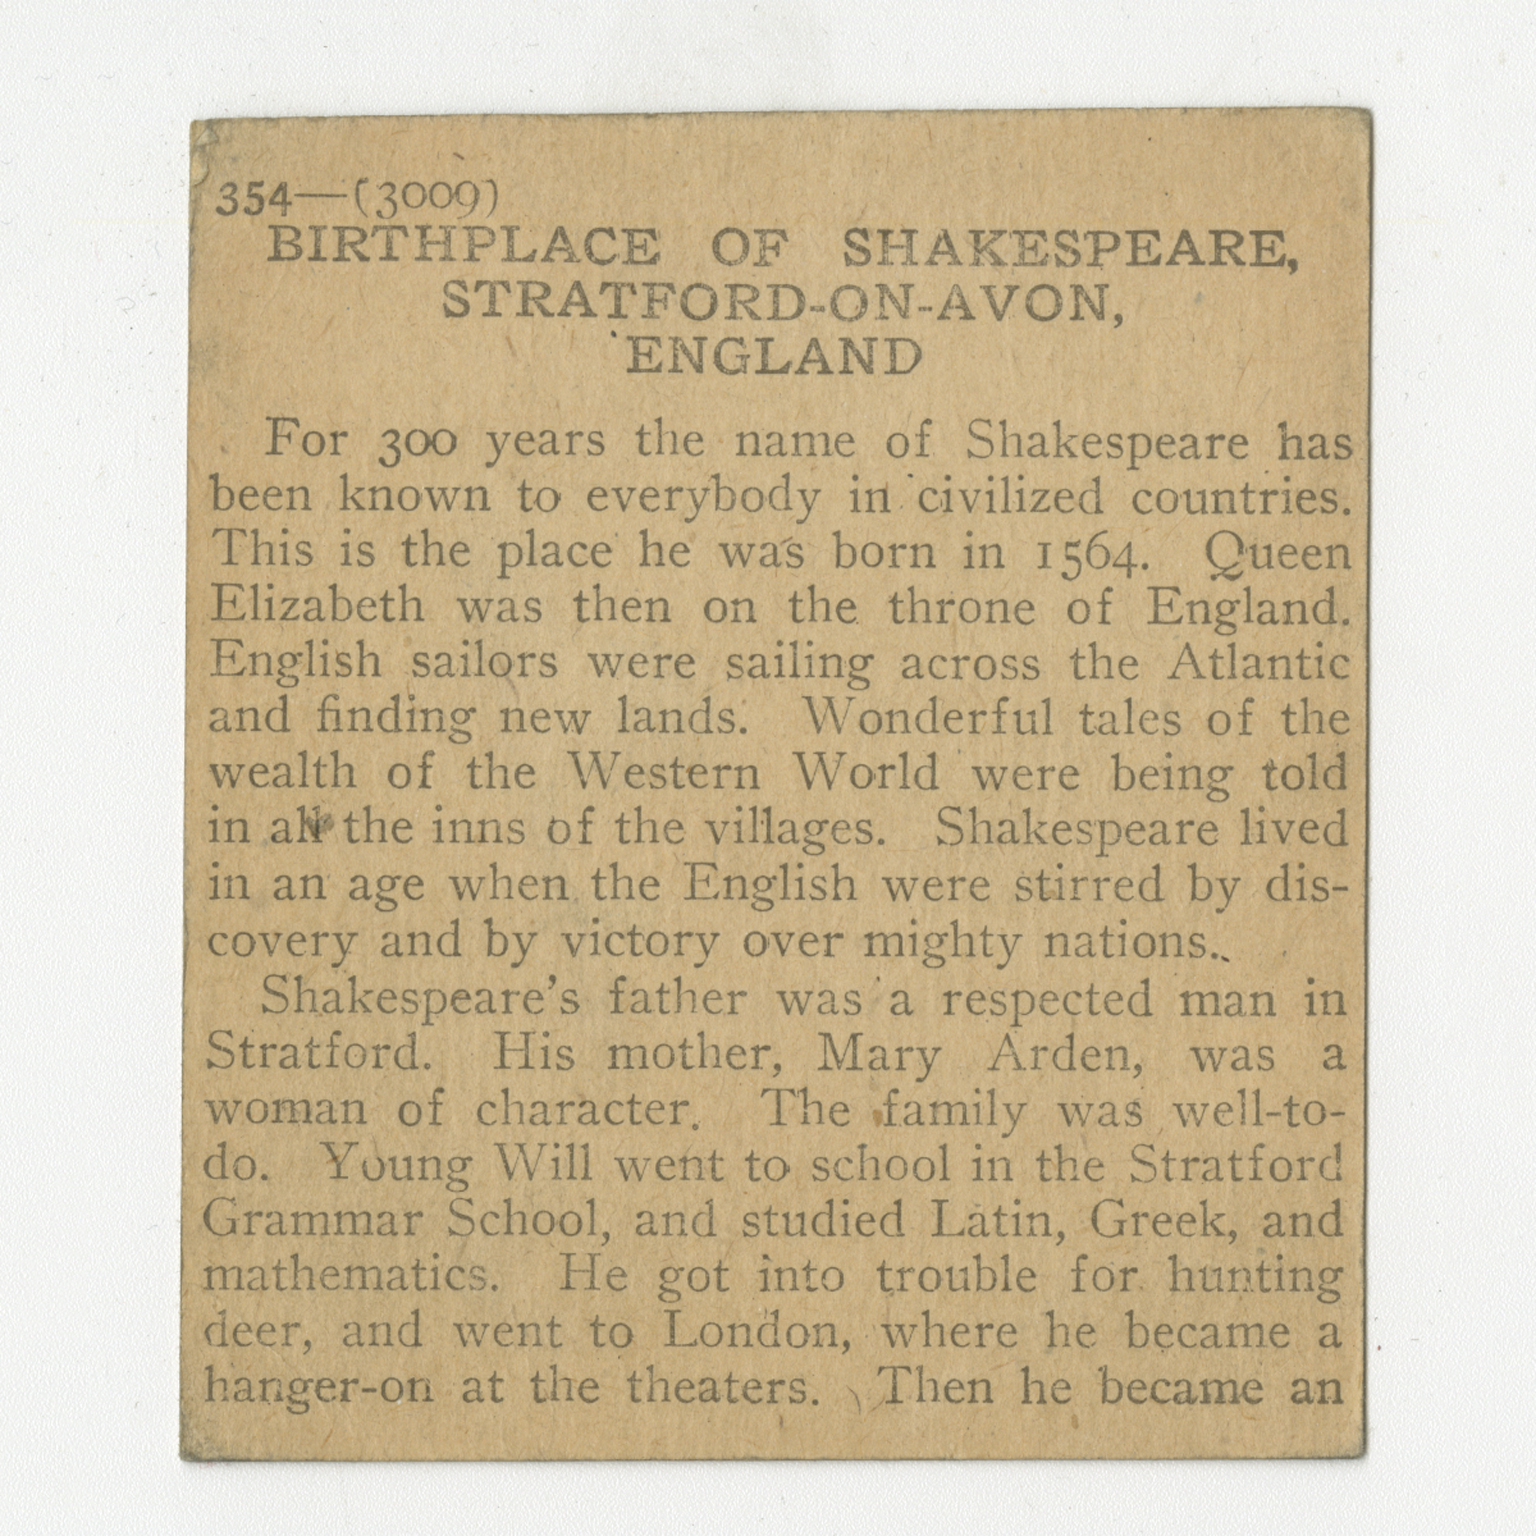 354—(3009)
BIRTHPLACE OF SHAKESPEARE,
STRATFORD-ON-AVON,
ENGLAND
For 300 years the name of Shakespeare has
been known to everybody in civilized countries.
This is the place he was born in 1564. Queen
Elizabeth was then on the throne of England.
English sailors were sailing across the Atlantic
and finding new lands. Wonderful tales of the
wealth of the Western World were being told
in all the inns of the villages. Shakespeare lived
in an age when the English were stirred by dis-
covery and by victory over mighty nations.
Shakespeare's father was a respected man in
Stratford. His mother, Mary Arden, was a
woman of character. The family was well-to-
do. Young Will went to school in the Stratford
Grammar School, and studied Latin, Greek, and
mathematics. He got into trouble for hunting
deer, and went to London, where he became a
hanger-on at the theaters. Then he became an